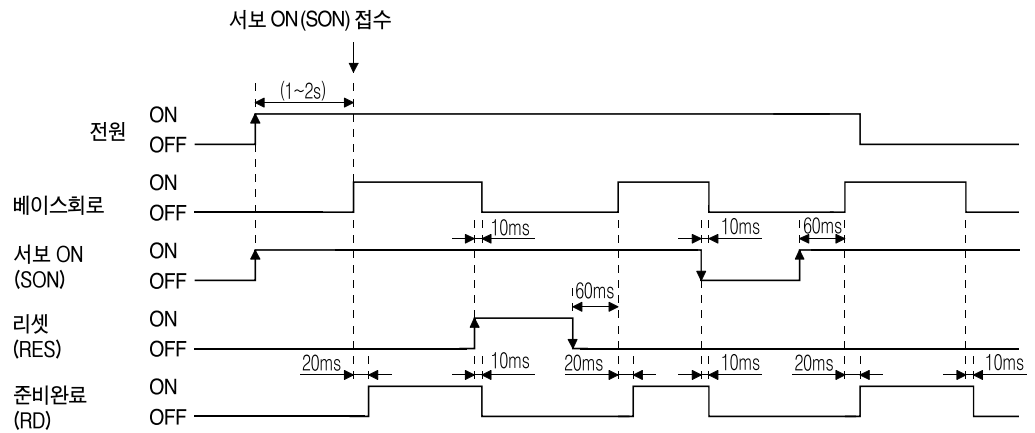 서보 ON(SON) 접수
(1~2s)
전원
ON
OFF
베이스회로
ON
OFF
10ms
10ms
60ms
서보 ON
(SON)
ON
OFF
60ms
리셋
(RES)
ON
OFF
20ms
10ms
20ms
10ms
20ms
10ms
준비완료
(RD)
ON
OFF